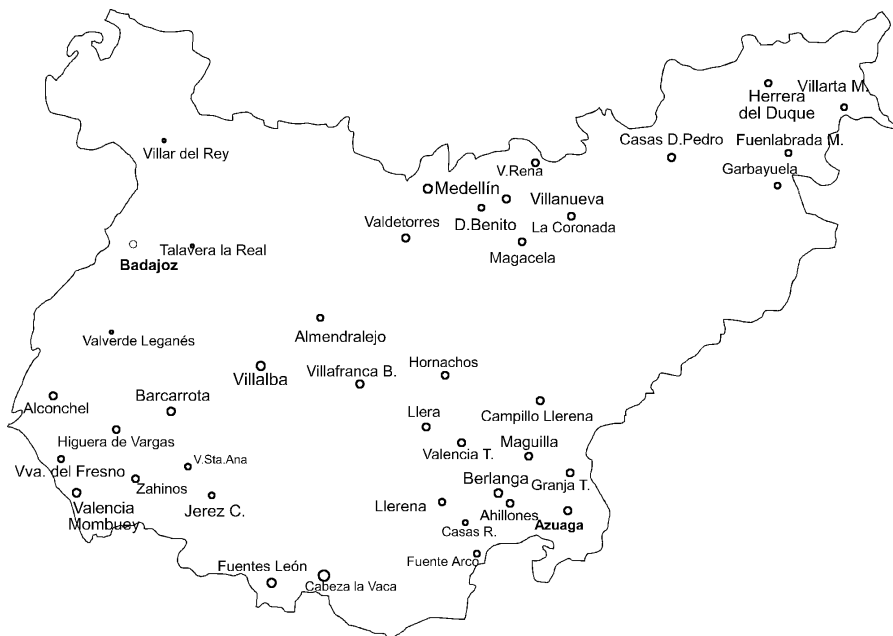 Villarta M.
Herrera
del Duque
Casas D.Pedro
Fuenlabrada M.
Villar del Rey
Garbayuela
V.Rena
Medellín
Villanueva
Valdetorres
D.Benito
La Coronada
Talavera la Real
Magacela
Badajoz
Valverde Leganés
Almendralejo
Hornachos
Villalba
Villafranca B.
Barcarrota
Alconchel
Llera
Campillo Llerena
Higuera de Vargas
Valencia T.
Maguilla
V.Sta.Ana
Vva. del Fresno
Zahinos
Berlanga
Granja T.
Valencia
Mombuey
Jerez C.
Llerena
Ahillones
Azuaga
Casas R.
Fuente Arco
Fuentes León
Cabeza la Vaca